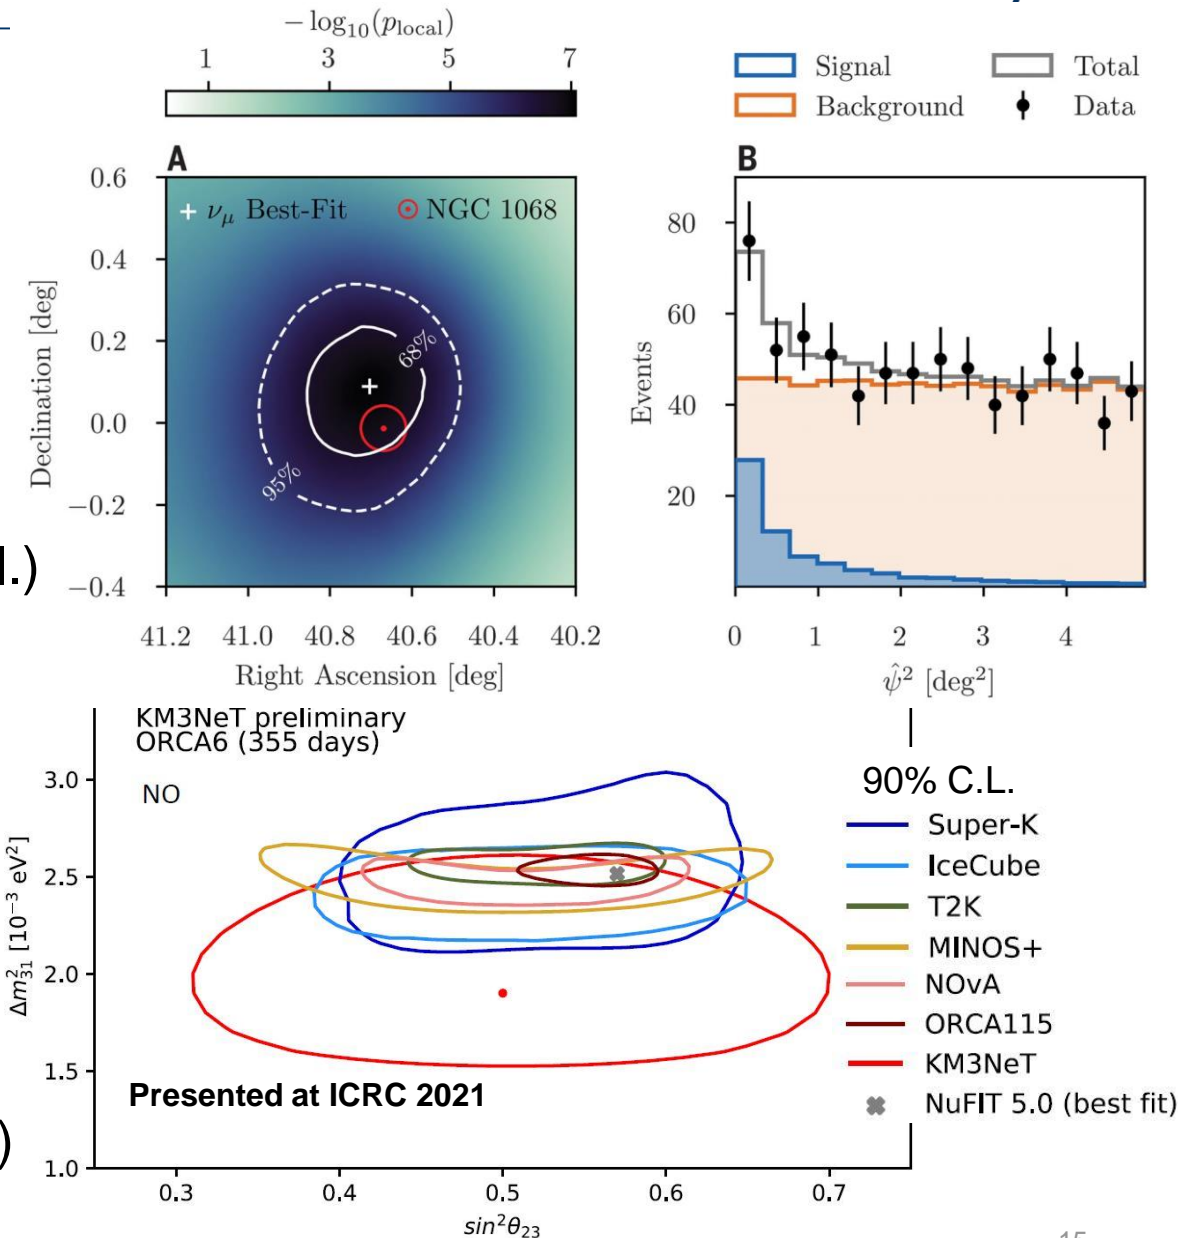 − log₁₀(p_local)
1 3 5 7
A
+ ν_μ Best-Fit ⊙ NGC 1068
0.6
0.4
0.2
0.0
−0.2
−0.4
Declination [deg]
68%
95%
41.2 41.0 40.8 40.6 40.4 40.2
Right Ascension [deg]
Signal Total
Background Data
B
80
60
40
20
Events
0 1 2 3 4
ψ̂² [deg²]
l.)
KM3NeT preliminary
ORCA6 (355 days)
NO
3.0
2.5
2.0
1.5
1.0
Δm²₃₁ [10⁻³ eV²]
Presented at ICRC 2021
0.3 0.4 0.5 0.6 0.7
sin²θ₂₃
90% C.L.
Super-K
IceCube
T2K
MINOS+
NOvA
ORCA115
KM3NeT
NuFIT 5.0 (best fit)
)